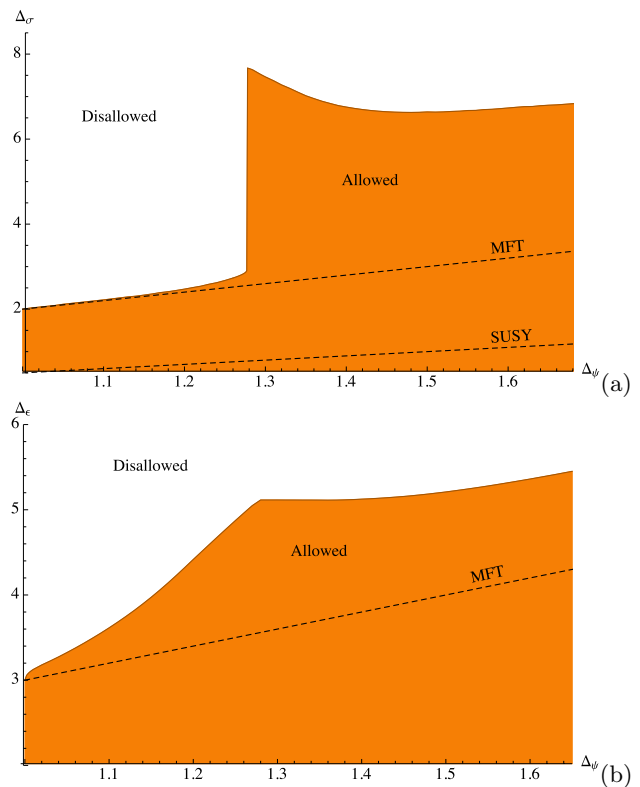 Δσ
8
Disallowed
6
Allowed
4
MFT
2
SUSY
1.1 1.2 1.3 1.4 1.5 1.6 Δψ (a)
Δϵ
6
Disallowed
5
Allowed
MFT
4
3
2
1.1 1.2 1.3 1.4 1.5 1.6 Δψ (b)